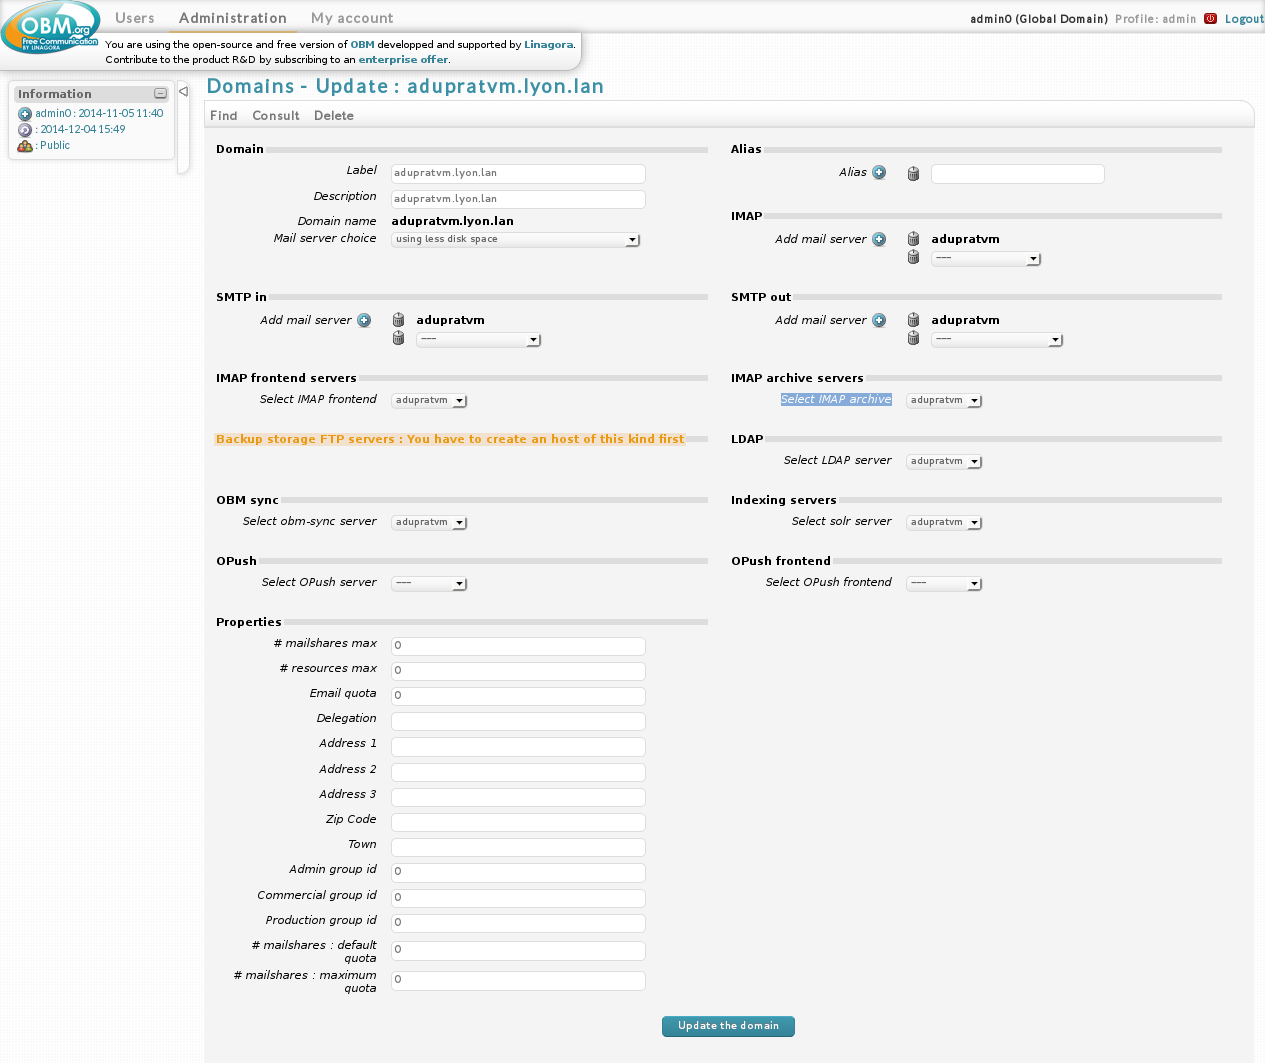 Users Administration My account
admin0 (Global Domain) Profile: admin Logout
OBM.org
Free Communication
BY LINAGORA
You are using the open-source and free version of OBM developped and supported by Linagora.
Contribute to the product R&D by subscribing to an enterprise offer.
Information
admin0 : 2014-11-05 11:40
: 2014-12-04 15:49
: Public
Domains - Update : adupratvm.lyon.lan
Find Consult Delete
Domain
Label adupratvm.lyon.lan
Description adupratvm.lyon.lan
Domain name adupratvm.lyon.lan
Mail server choice using less disk space
Alias
Alias
IMAP
Add mail server adupratvm
---
SMTP in
Add mail server adupratvm
---
SMTP out
Add mail server adupratvm
---
IMAP frontend servers
Select IMAP frontend adupratvm
IMAP archive servers
Select IMAP archive adupratvm
Backup storage FTP servers : You have to create an host of this kind first
LDAP
Select LDAP server adupratvm
OBM sync
Select obm-sync server adupratvm
Indexing servers
Select solr server adupratvm
OPush
Select OPush server ---
OPush frontend
Select OPush frontend ---
Properties
# mailshares max 0
# resources max 0
Email quota 0
Delegation
Address 1
Address 2
Address 3
Zip Code
Town
Admin group id 0
Commercial group id 0
Production group id 0
# mailshares : default
quota 0
# mailshares : maximum
quota 0
Update the domain